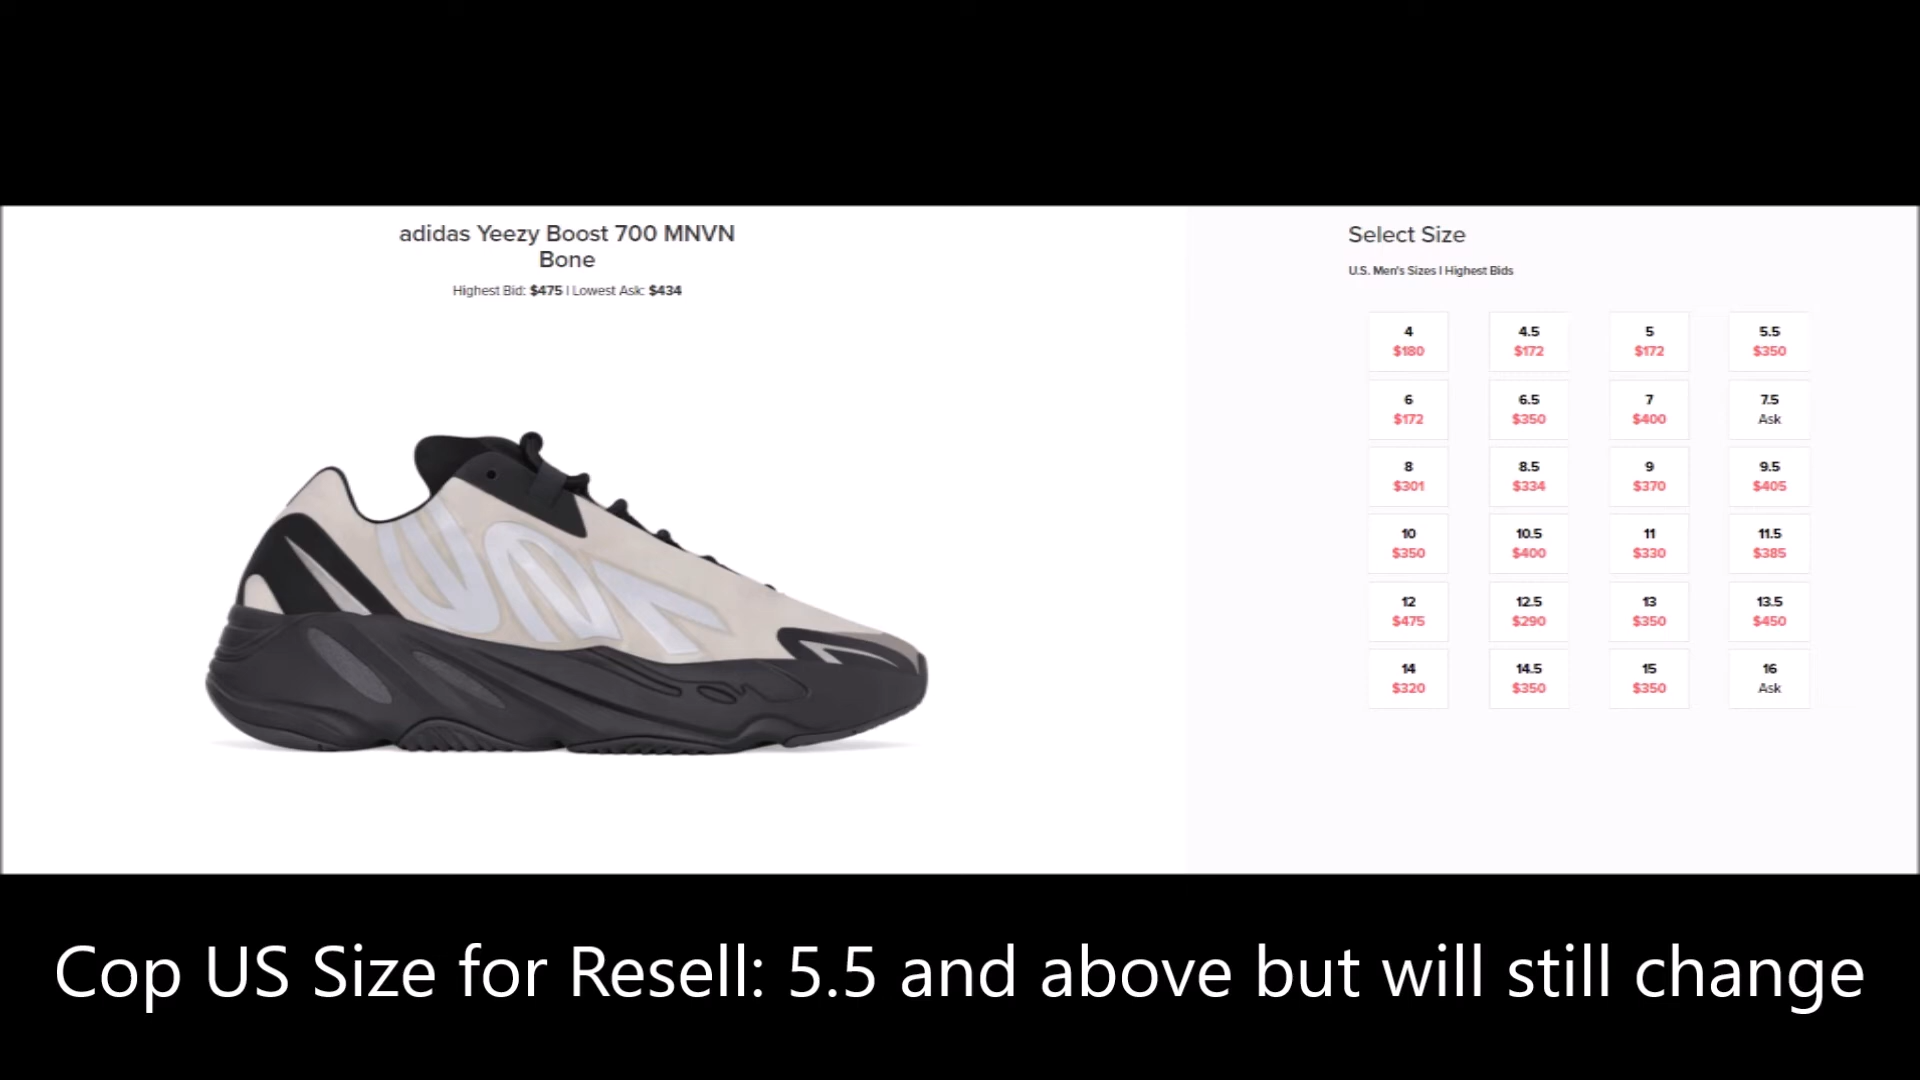 adidas Yeezy Boost 700 MNVN
Bone
Highest Bid: $475 | Lowest Ask: $434
Select Size
U.S. Men's Sizes | Highest Bids
4 4.5 5 5.5
$180 $172 $172 $350
6 6.5 7 7.5
$172 $350 $400 Ask
8 8.5 9 9.5
$301 $334 $370 $405
10 10.5 11 11.5
$350 $400 $330 $385
12 12.5 13 13.5
$475 $290 $350 $450
14 14.5 15 16
$320 $350 $350 Ask
Cop US Size for Resell: 5.5 and above but will still change